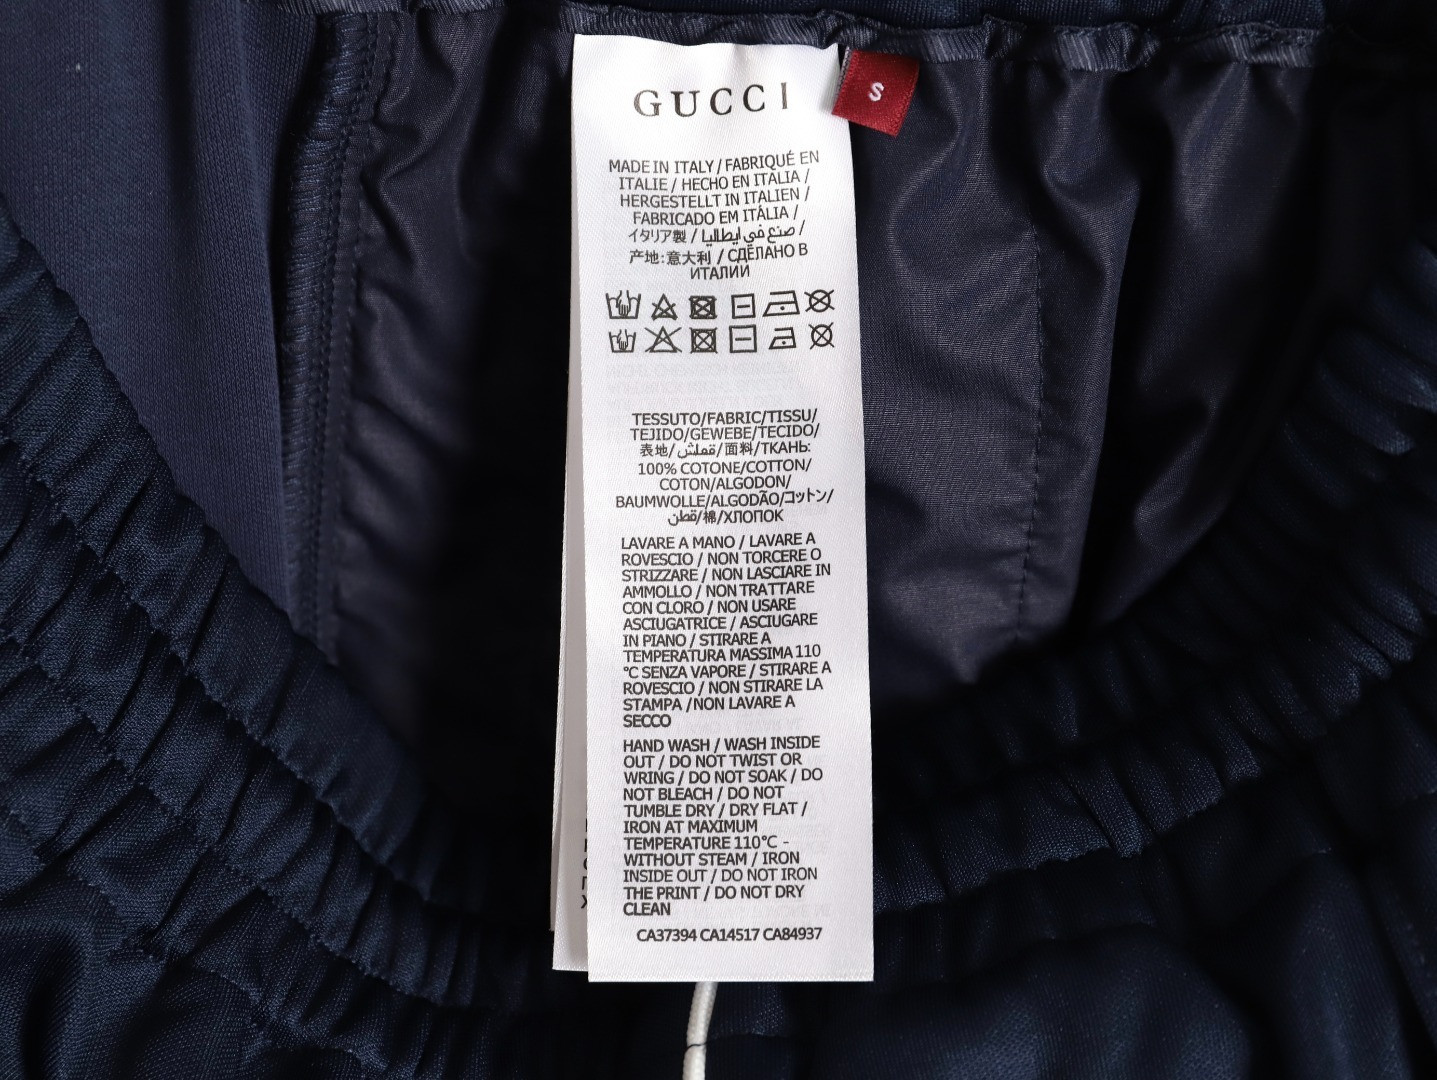 GUCCI
S
MADE IN ITALY / FABRIQUÉ EN
ITALIE / HECHO EN ITALIA /
HERGESTELLT IN ITALIEN /
FABRICADO EM ITÁLIA /
イタリア製 / صنع في إيطاليا /
产地:意大利 / СДЕЛАНО В
ИТАЛИИ
TESSUTO/FABRIC/TISSU/
TEJIDO/GEWEBE/TECIDO/
表地/قماش/面料/ТКАНЬ:
100% COTONE/COTTON/
COTON/ALGODON/
BAUMWOLLE/ALGODÃO/コットン/
قطن/棉/ХЛОПОК
LAVARE A MANO / LAVARE A
ROVESCIO / NON TORCERE O
STRIZZARE / NON LASCIARE IN
AMMOLLO / NON TRATTARE
CON CLORO / NON USARE
ASCIUGATRICE / ASCIUGARE
IN PIANO / STIRARE A
TEMPERATURA MASSIMA 110
°C SENZA VAPORE / STIRARE A
ROVESCIO / NON STIRARE LA
STAMPA /NON LAVARE A
SECCO
HAND WASH / WASH INSIDE
OUT / DO NOT TWIST OR
WRING / DO NOT SOAK / DO
NOT BLEACH / DO NOT
TUMBLE DRY / DRY FLAT /
IRON AT MAXIMUM
TEMPERATURE 110°C -
WITHOUT STEAM / IRON
INSIDE OUT / DO NOT IRON
THE PRINT / DO NOT DRY
CLEAN
CA37394 CA14517 CA84937